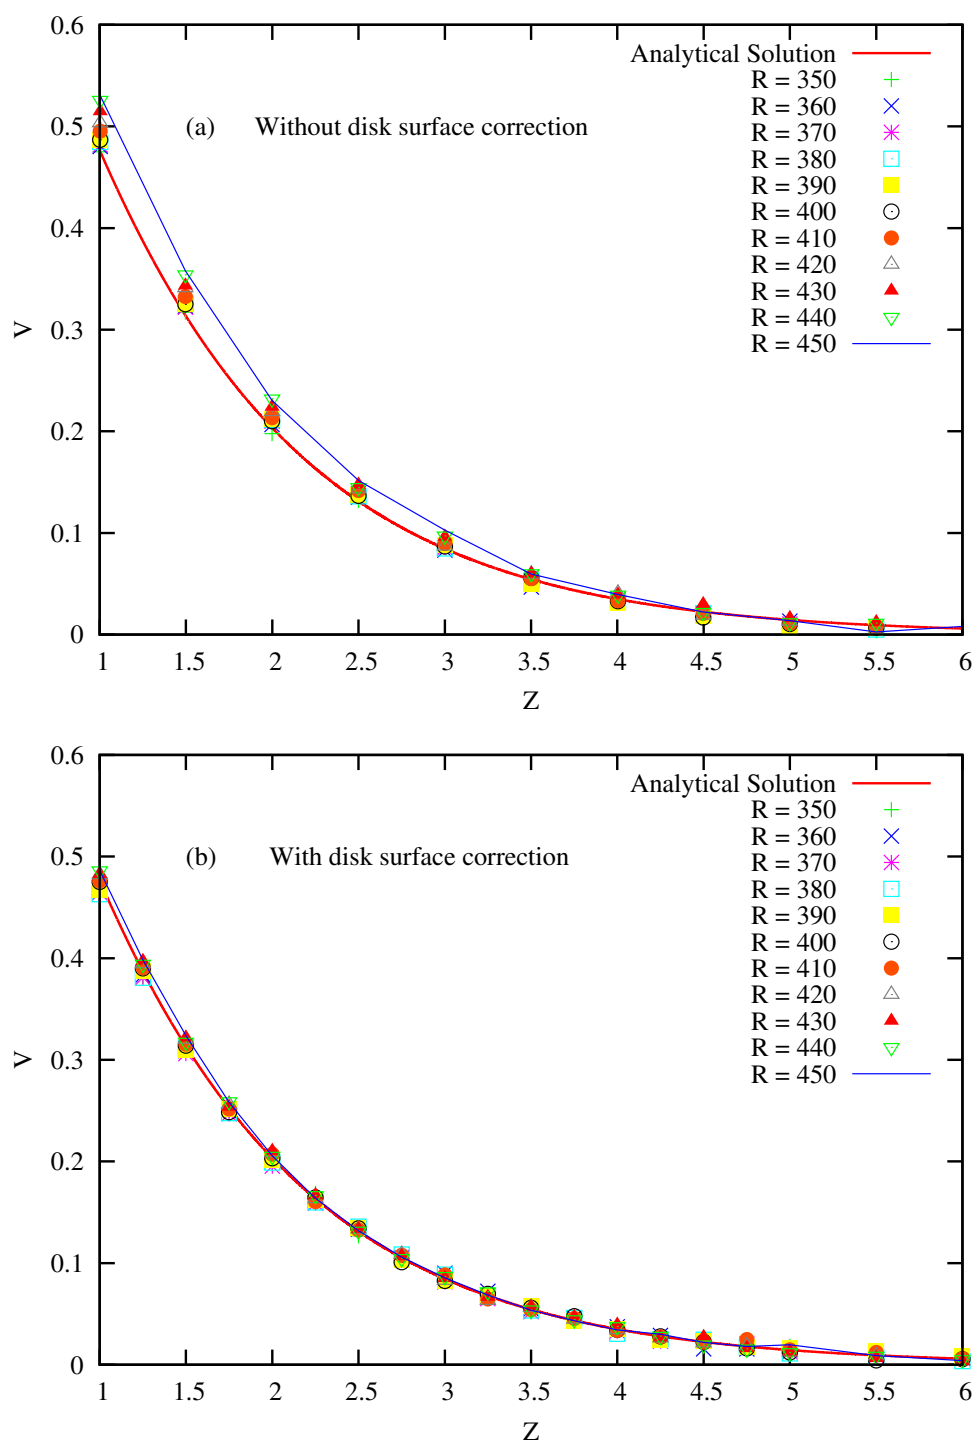 0.6
Analytical Solution
R = 350
R = 360
(a) Without disk surface correction
0.5
R = 370
R = 380
R = 390
R = 400
0.4
R = 410
R = 420
R = 430
R = 440
0.3
V
R = 450
0.2
0.1
0
1 1.5 2 2.5 3 3.5 4 4.5 5 5.5 6
Z
0.6
Analytical Solution
R = 350
R = 360
(b) With disk surface correction
0.5
R = 370
R = 380
R = 390
R = 400
0.4
R = 410
R = 420
R = 430
R = 440
0.3
V
R = 450
0.2
0.1
0
1 1.5 2 2.5 3 3.5 4 4.5 5 5.5 6
Z